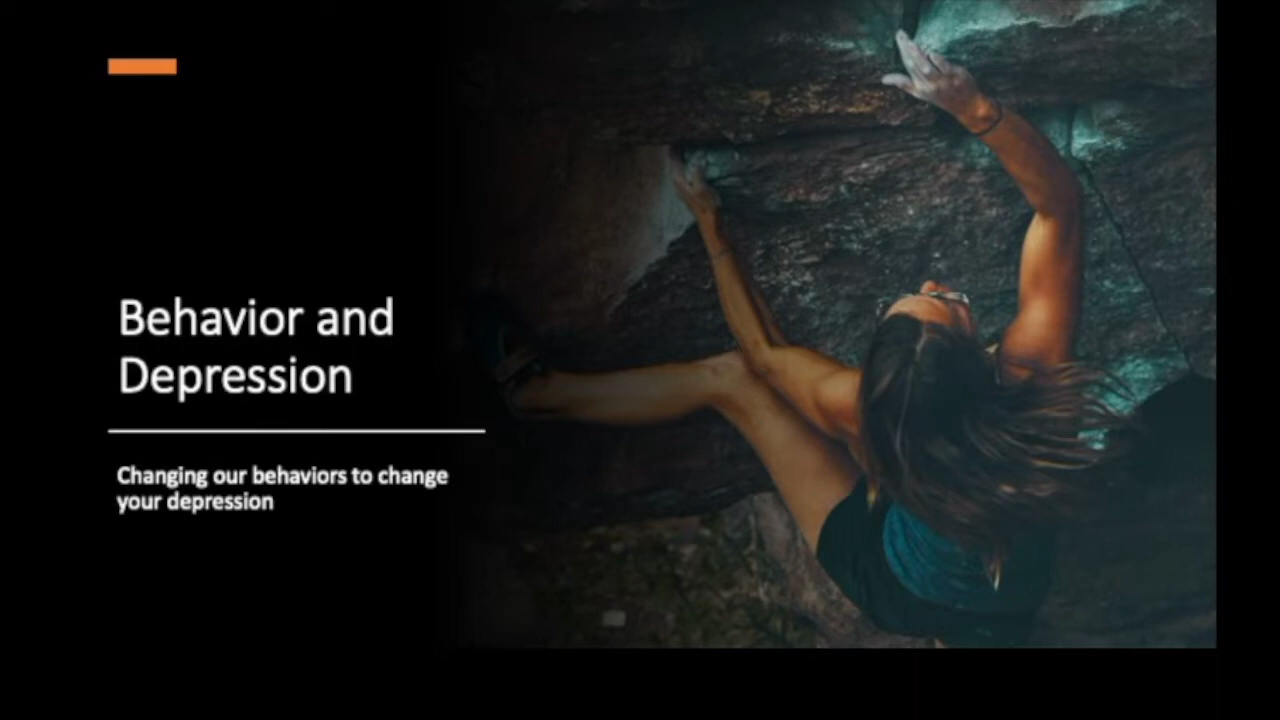 Behavior and
Depression
Changing our behaviors to change
your depression